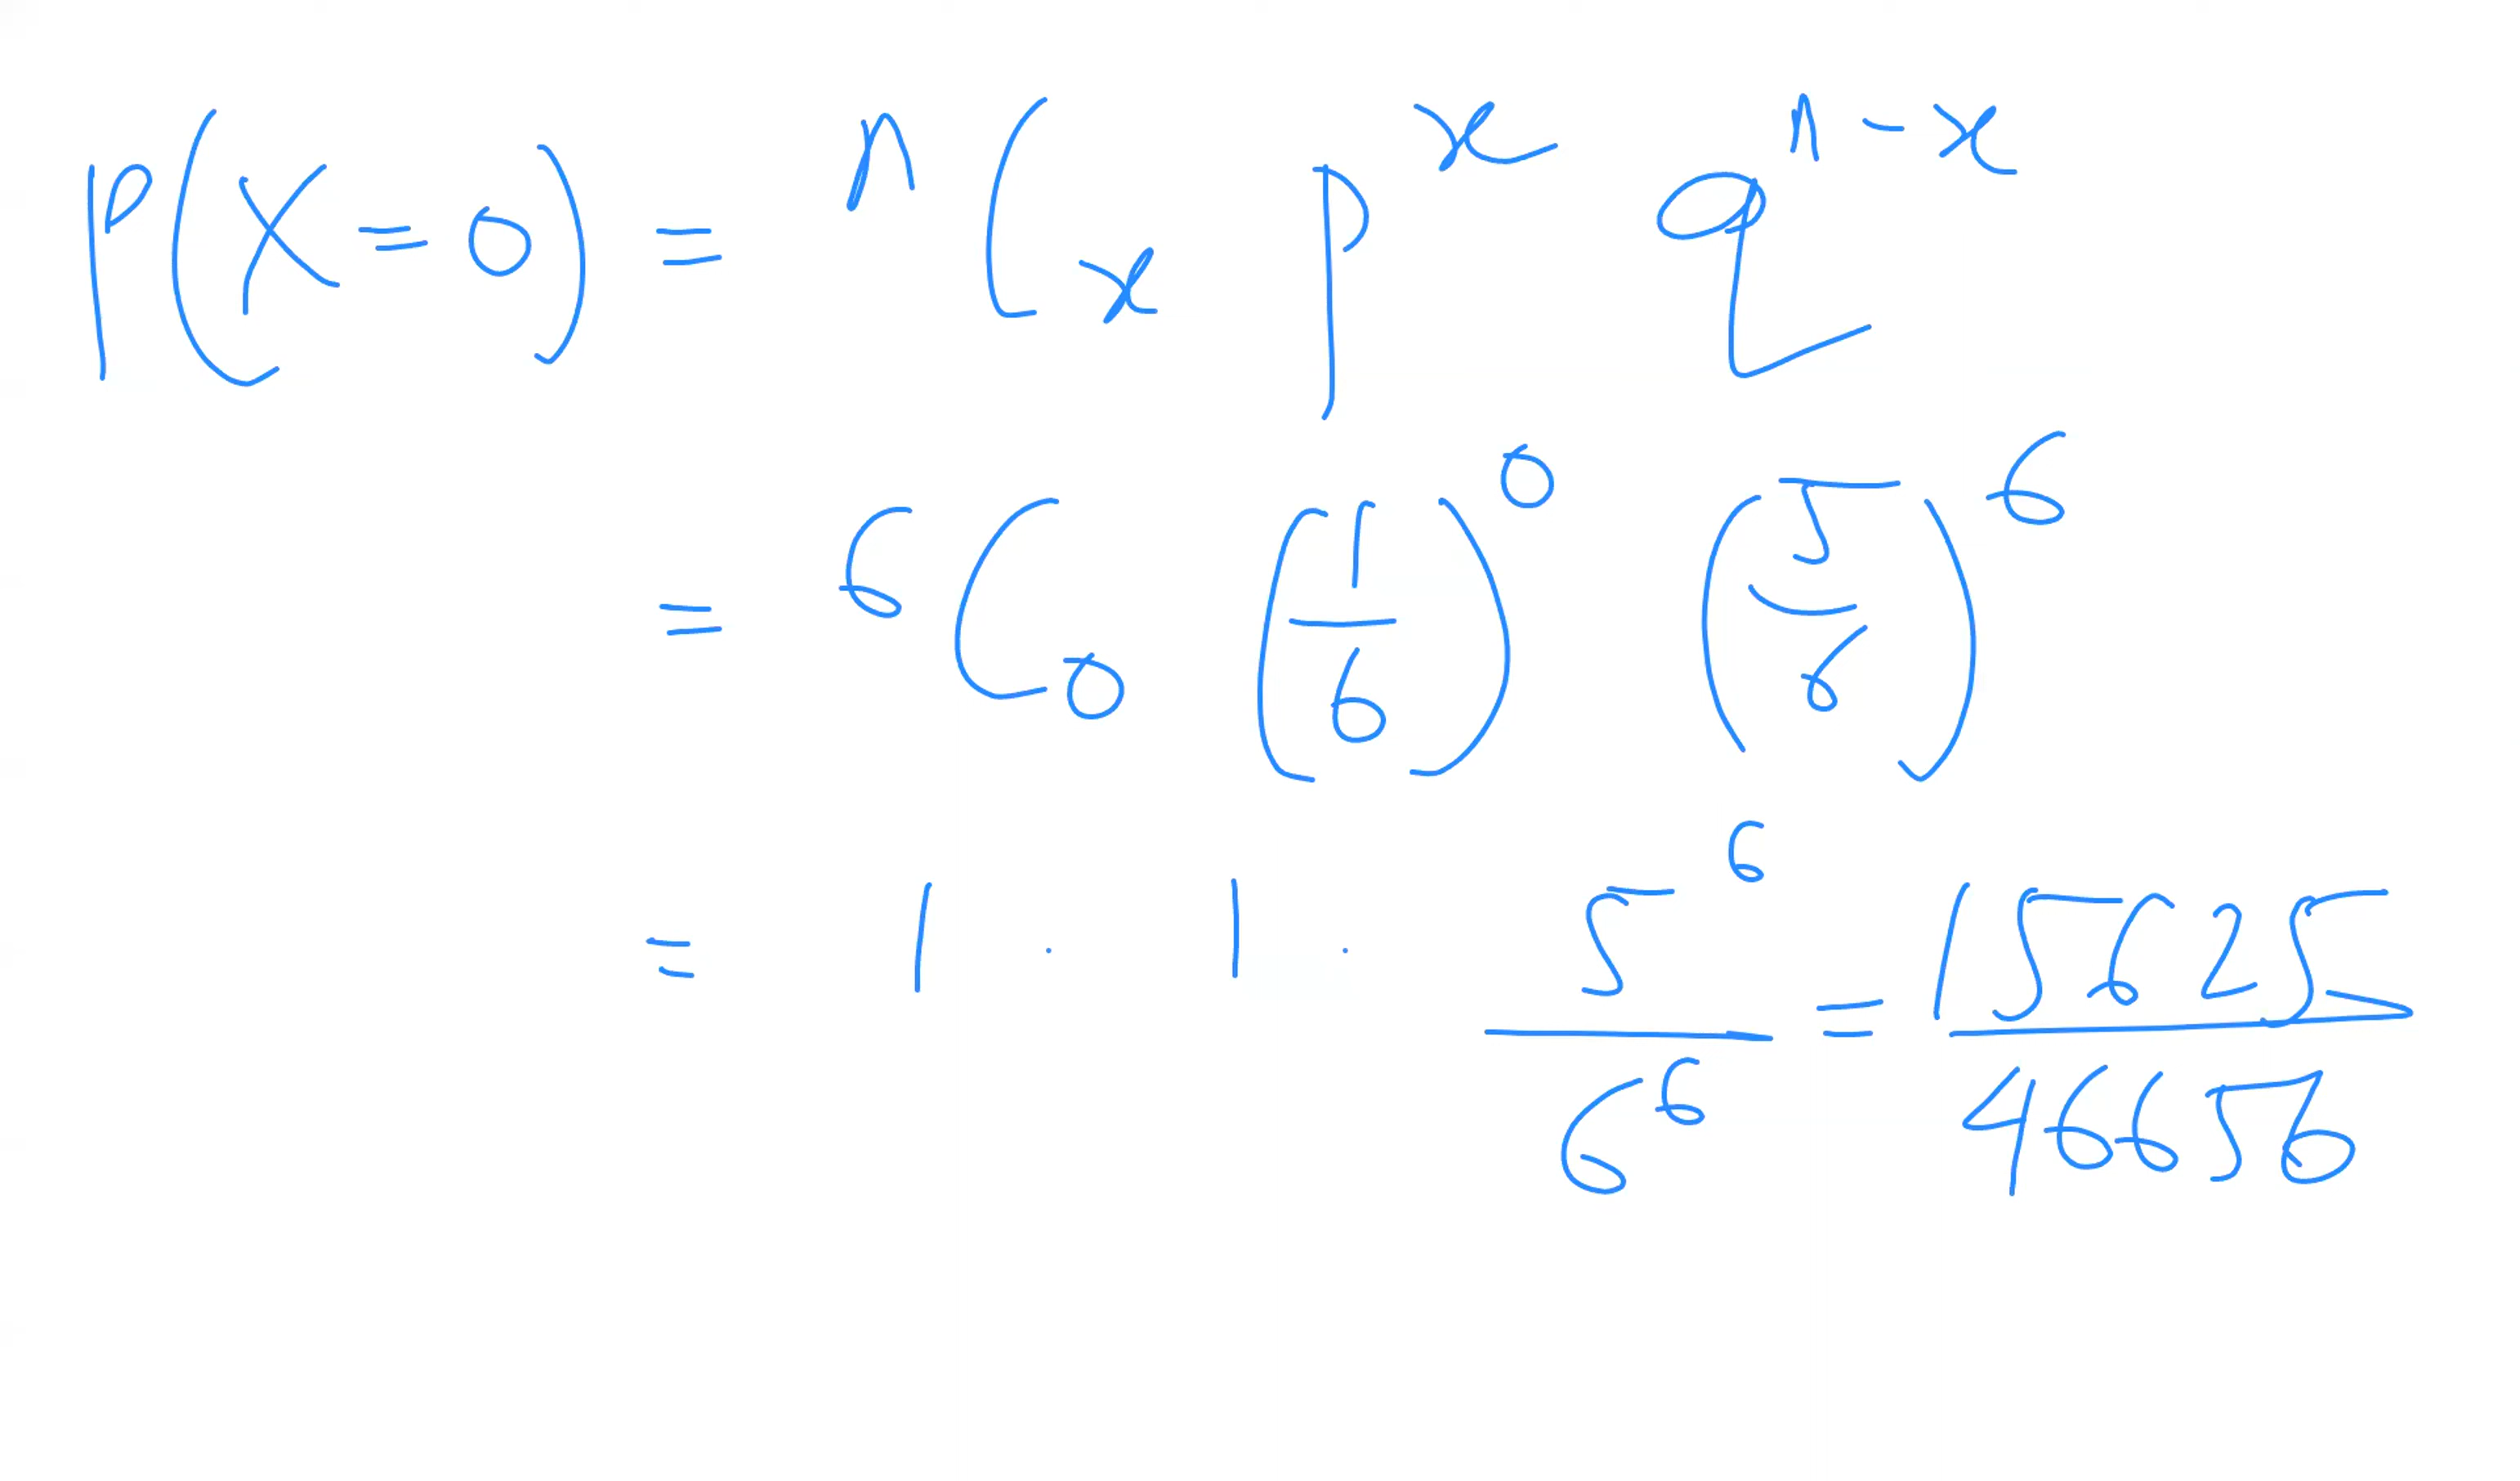 P(X = 0) = ⁿCₓ pˣ qⁿ⁻ˣ
= ⁶C₀ (1/6)⁰ (5/6)⁶
= 1 · 1 · 5⁶/6⁶ = 15625/46656